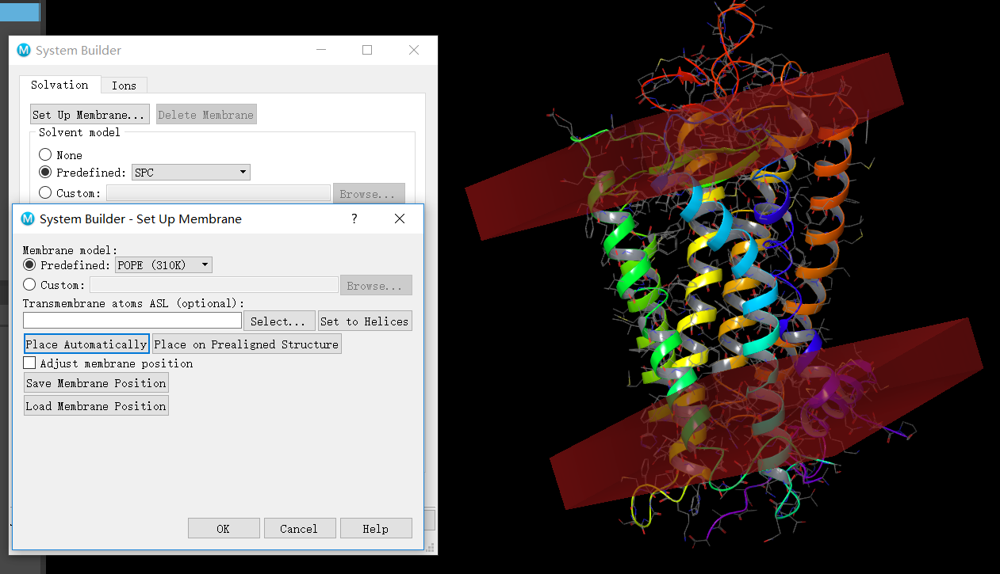 System Builder
Solvation Ions
Set Up Membrane... Delete Membrane
Solvent model
None
Predefined: SPC
Custom: Browse...
System Builder - Set Up Membrane ?
Membrane model:
Predefined: POPE (310K)
Custom: Browse...
Transmembrane atoms ASL (optional):
Select... Set to Helices
Place Automatically Place on Prealigned Structure
Adjust membrane position
Save Membrane Position
Load Membrane Position
OK Cancel Help